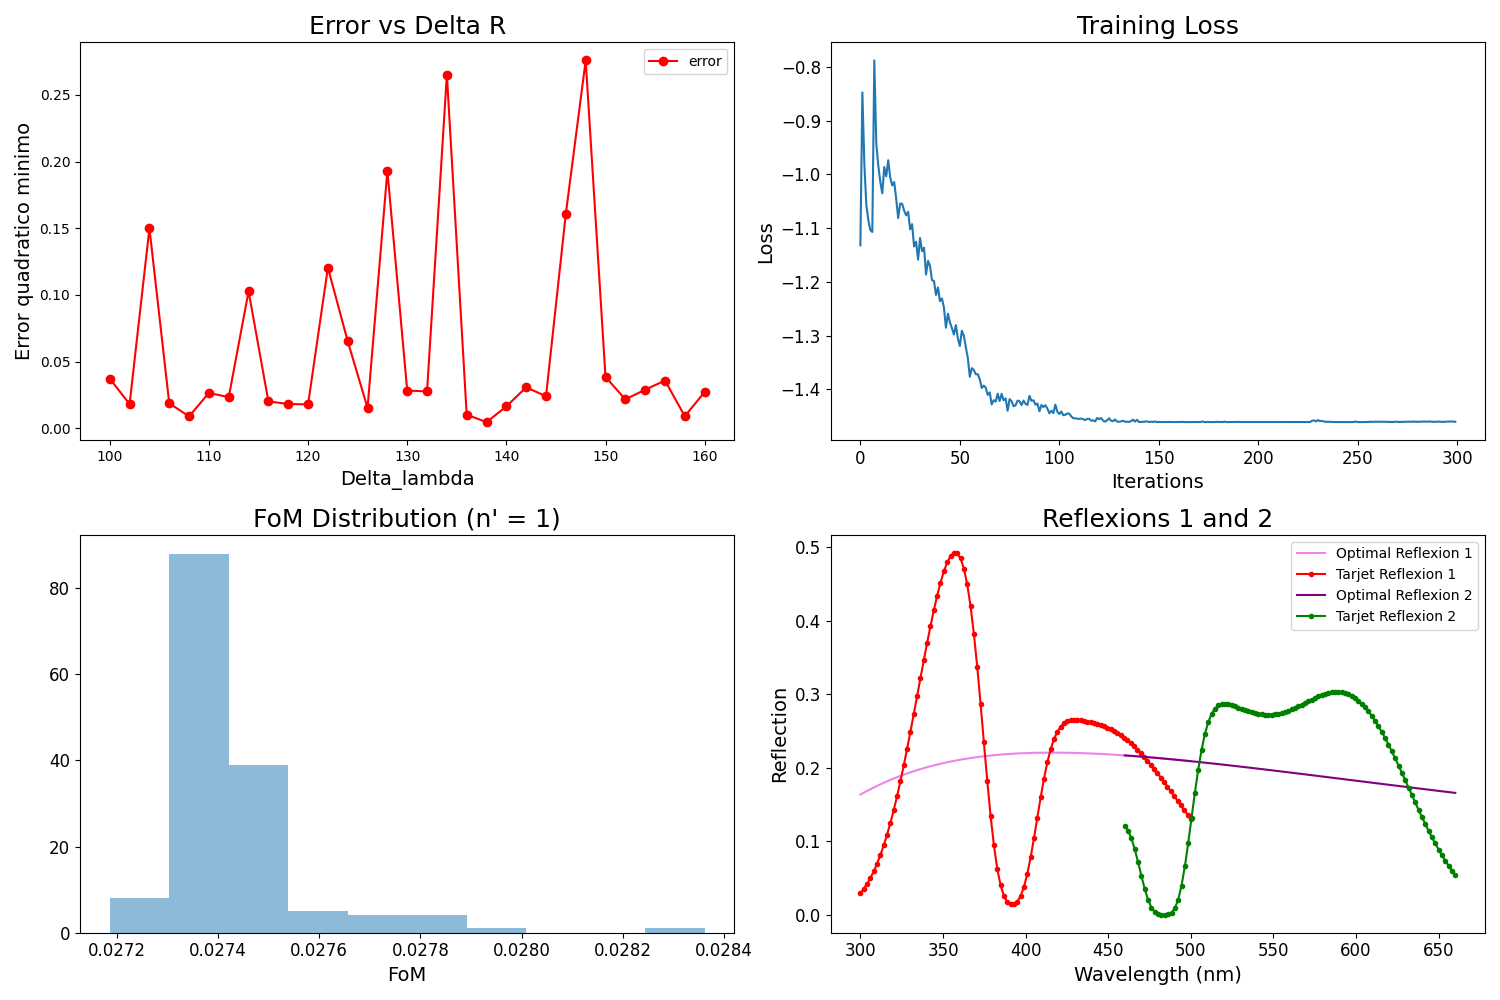 Error vs Delta R
error
Error quadratico minimo
0.25
0.20
0.15
0.10
0.05
0.00
100 110 120 130 140 150 160
Delta_lambda
Training Loss
Loss
−0.8
−0.9
−1.0
−1.1
−1.2
−1.3
−1.4
0 50 100 150 200 250 300
Iterations
FoM Distribution (n' = 1)
80
60
40
20
0
0.0272 0.0274 0.0276 0.0278 0.0280 0.0282 0.0284
FoM
Reflexions 1 and 2
Optimal Reflexion 1
Tarjet Reflexion 1
Optimal Reflexion 2
Tarjet Reflexion 2
Reflection
0.5
0.4
0.3
0.2
0.1
0.0
300 350 400 450 500 550 600 650
Wavelength (nm)